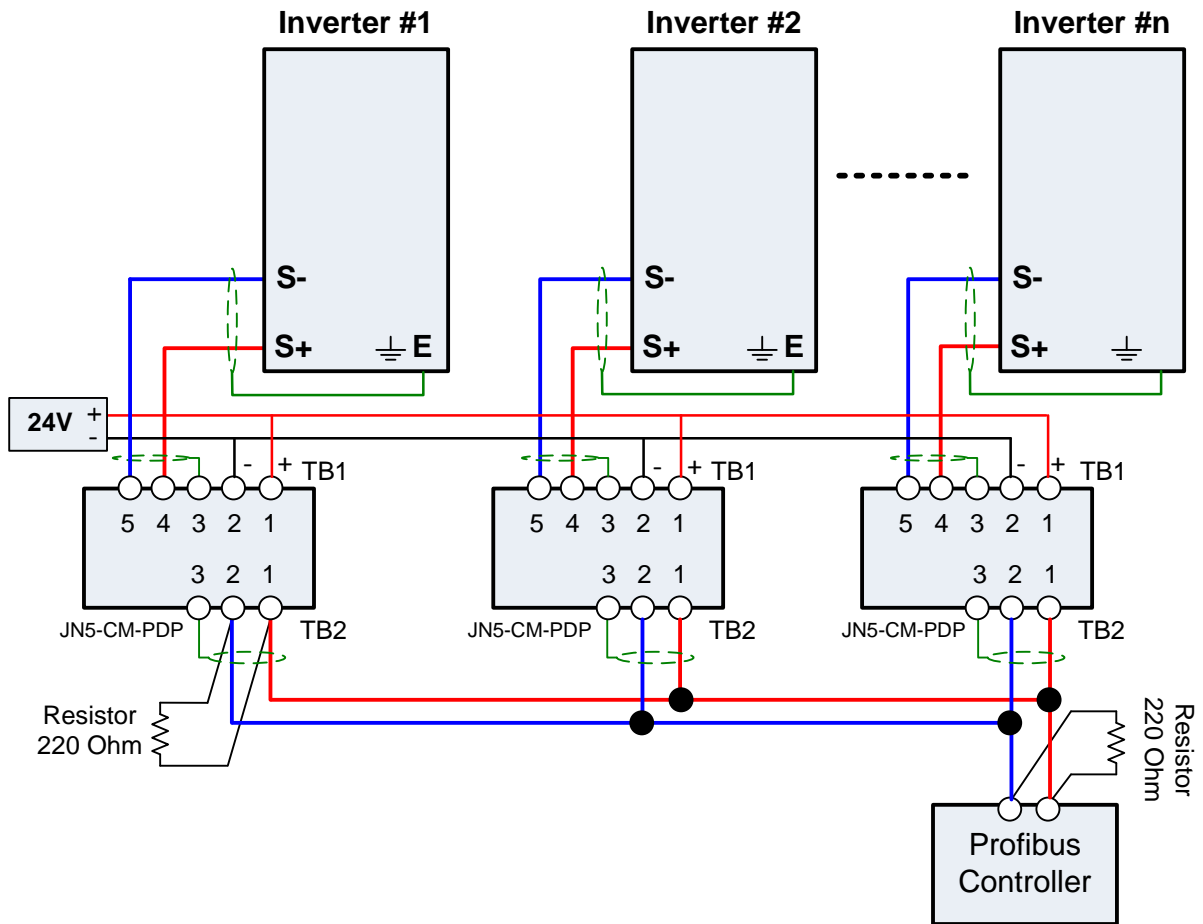 Inverter #1
Inverter #2
Inverter #n
S-
S-
S-
S+
E
S+
E
S+
24V
+
-
- + TB1
- + TB1
- + TB1
5 4 3 2 1
5 4 3 2 1
5 4 3 2 1
3 2 1
3 2 1
3 2 1
JN5-CM-PDP
TB2
JN5-CM-PDP
TB2
JN5-CM-PDP
TB2
Resistor
220 Ohm
Resistor
220 Ohm
Profibus
Controller